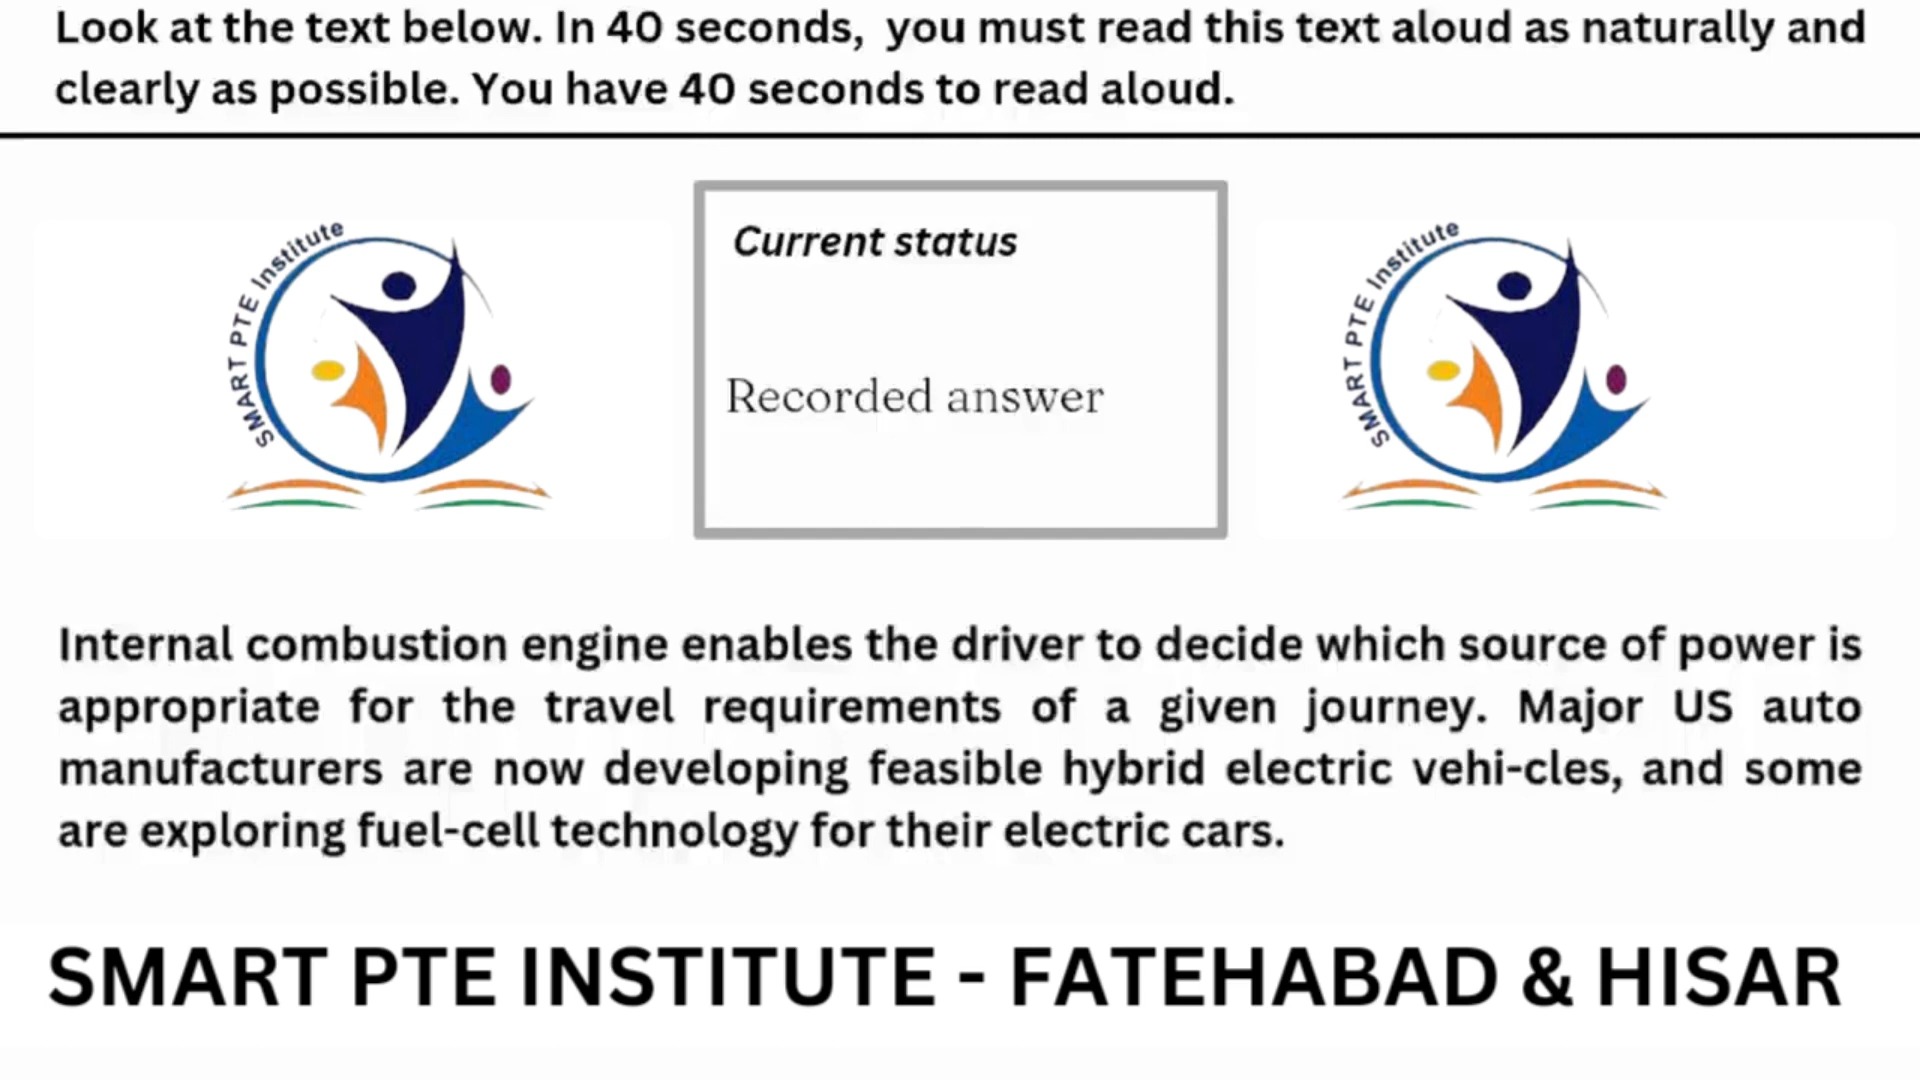 Look at the text below. In 40 seconds, you must read this text aloud as naturally and
clearly as possible. You have 40 seconds to read aloud.
SMART PTE Institute
Current status
Recorded answer
SMART PTE Institute
Internal combustion engine enables the driver to decide which source of power is
appropriate for the travel requirements of a given journey. Major US auto
manufacturers are now developing feasible hybrid electric vehi-cles, and some
are exploring fuel-cell technology for their electric cars.
SMART PTE INSTITUTE - FATEHABAD & HISAR